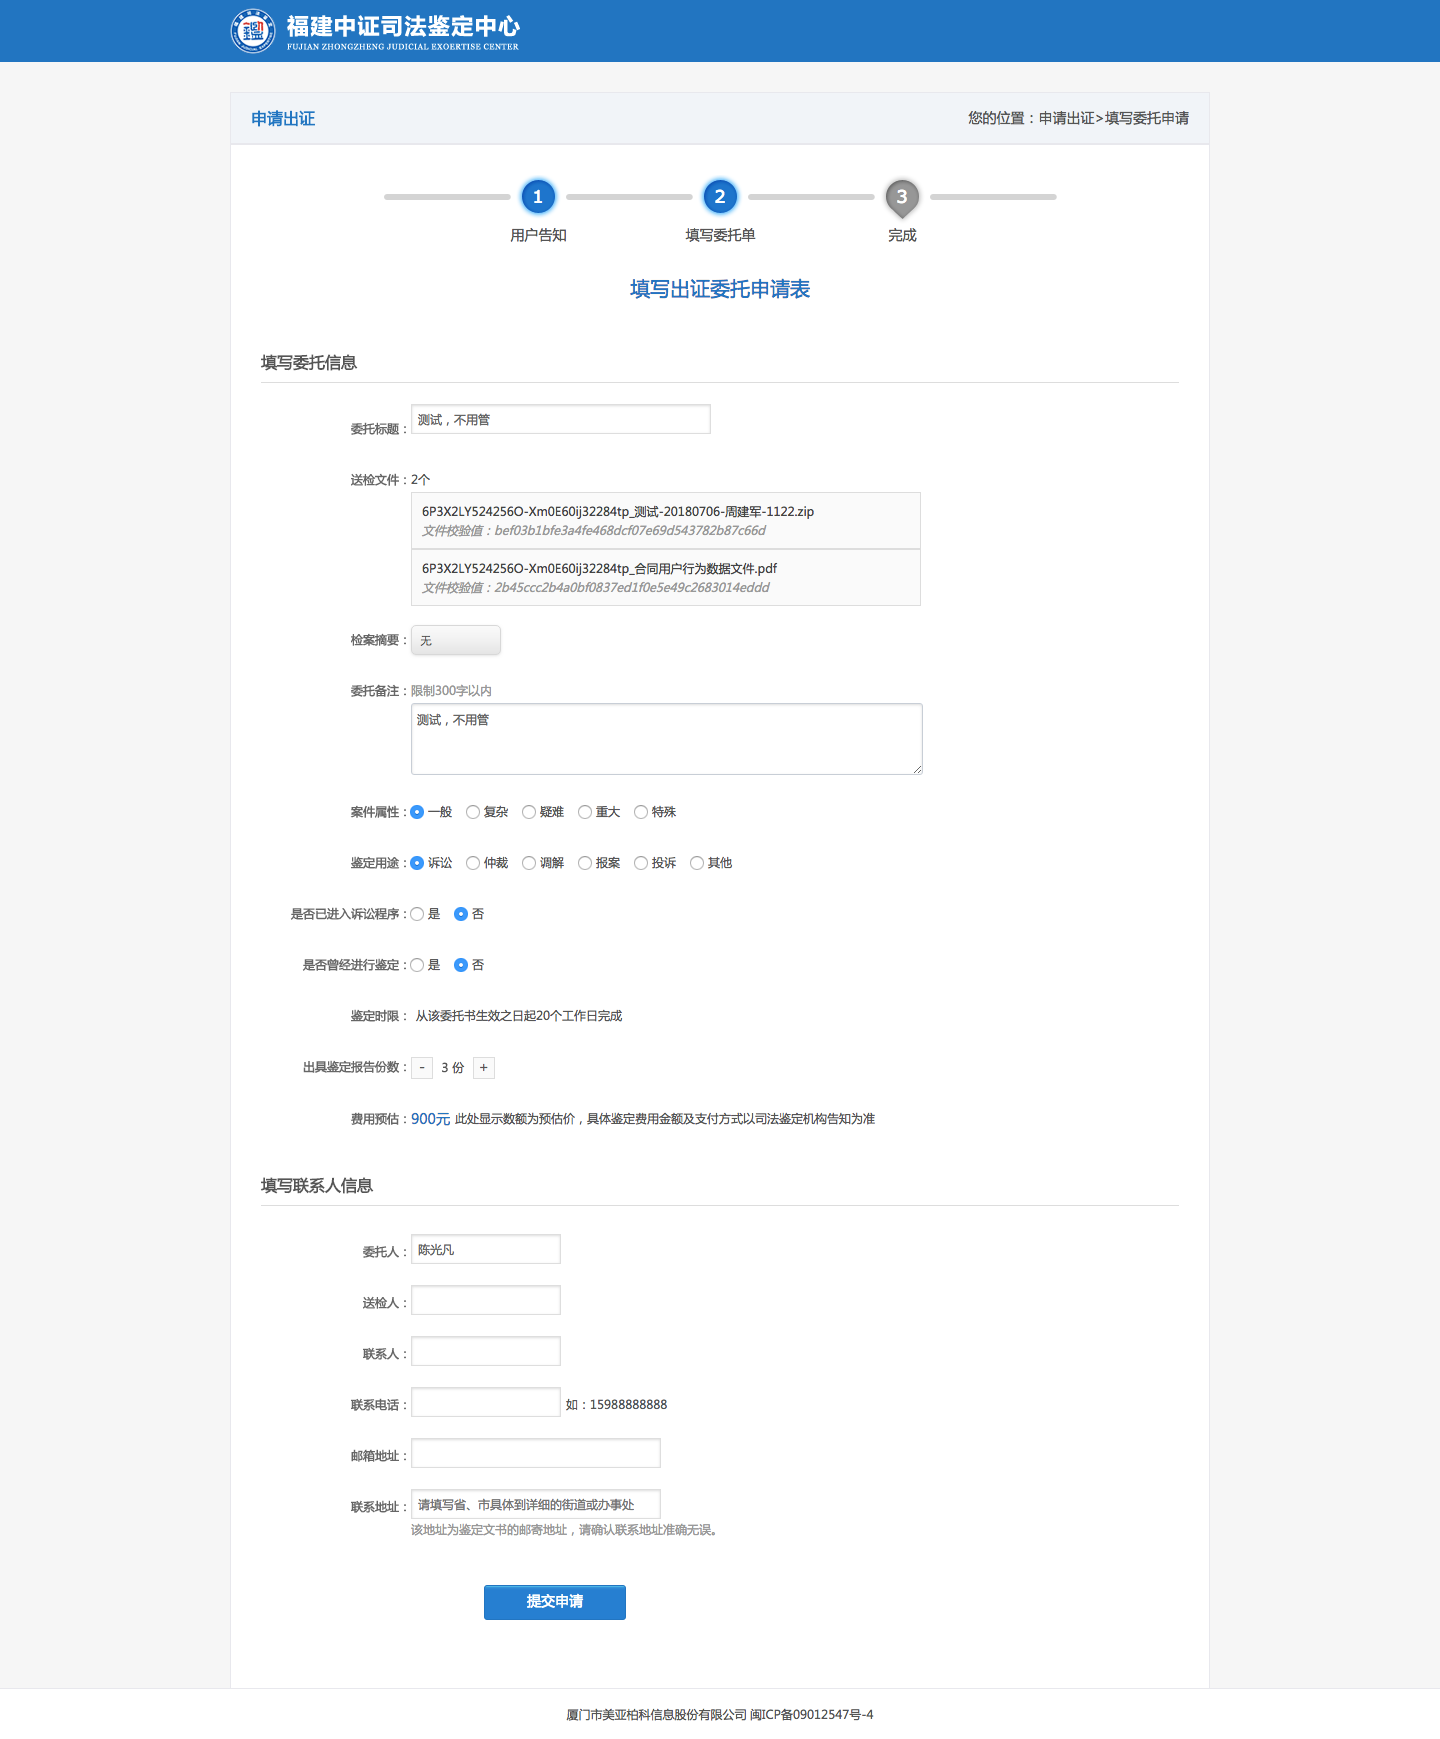 福建中证司法鉴定中心
FUJIAN ZHONGZHENG JUDICIAL EXOERTISE CENTER
申请出证
您的位置：申请出证>填写委托申请
1 2 3
用户告知 填写委托单 完成
填写出证委托申请表
填写委托信息
委托标题： 测试，不用管
送检文件：2个
6P3X2LY524256O-Xm0E60ij32284tp_测试-20180706-周建军-1122.zip
文件校验值：bef03b1bfe3a4fe468dcf07e69d543782b87c66d
6P3X2LY524256O-Xm0E60ij32284tp_合同用户行为数据文件.pdf
文件校验值：2b45ccc2b4a0bf0837ed1f0e5e49c2683014eddd
检案摘要： 无
委托备注：限制300字以内
测试，不用管
案件属性： 一般 复杂 疑难 重大 特殊
鉴定用途： 诉讼 仲裁 调解 报案 投诉 其他
是否已进入诉讼程序： 是 否
是否曾经进行鉴定： 是 否
鉴定时限： 从该委托书生效之日起20个工作日完成
出具鉴定报告份数： - 3 份 +
费用预估：900元 此处显示数额为预估价，具体鉴定费用金额及支付方式以司法鉴定机构告知为准
填写联系人信息
委托人： 陈光凡
送检人：
联系人：
联系电话： 如：15988888888
邮箱地址：
联系地址： 请填写省、市具体到详细的街道或办事处
该地址为鉴定文书的邮寄地址，请确认联系地址准确无误。
提交申请
厦门市美亚柏科信息股份有限公司 闽ICP备09012547号-4